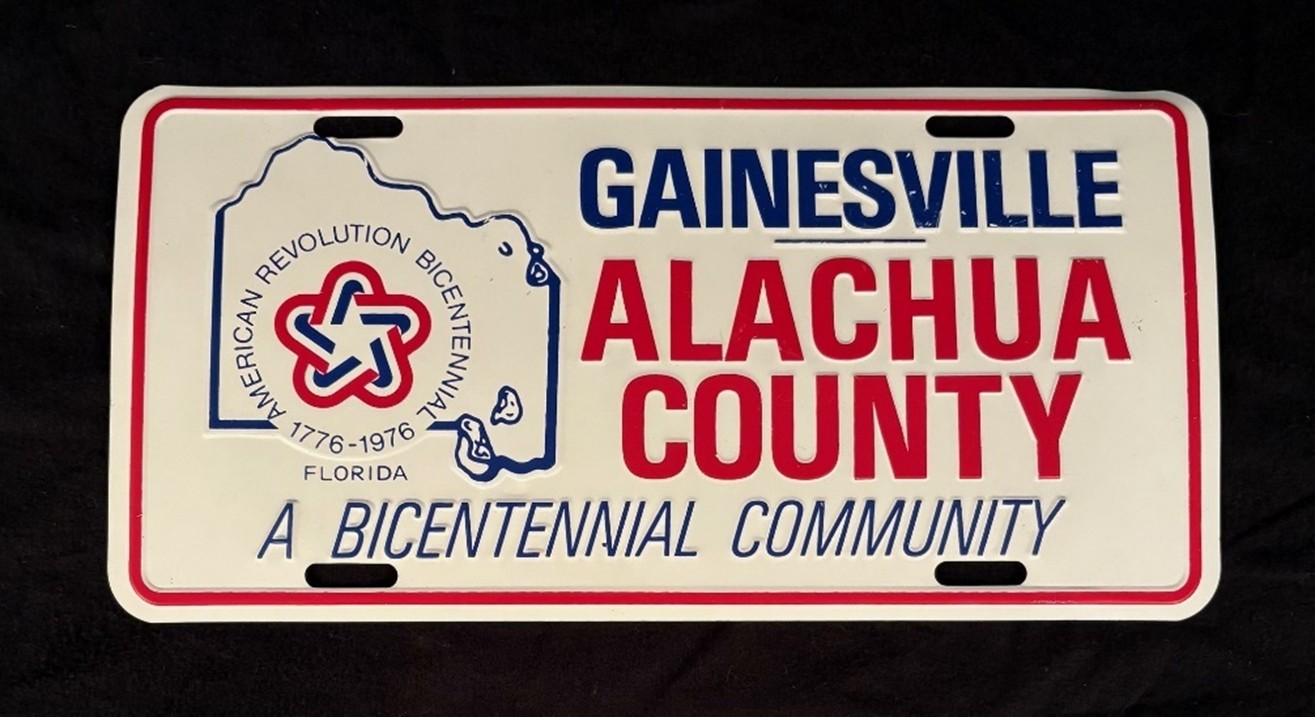 GAINESVILLE
ALACHUA
COUNTY
AMERICAN REVOLUTION BICENTENNIAL
1776-1976
FLORIDA
A BICENTENNIAL COMMUNITY